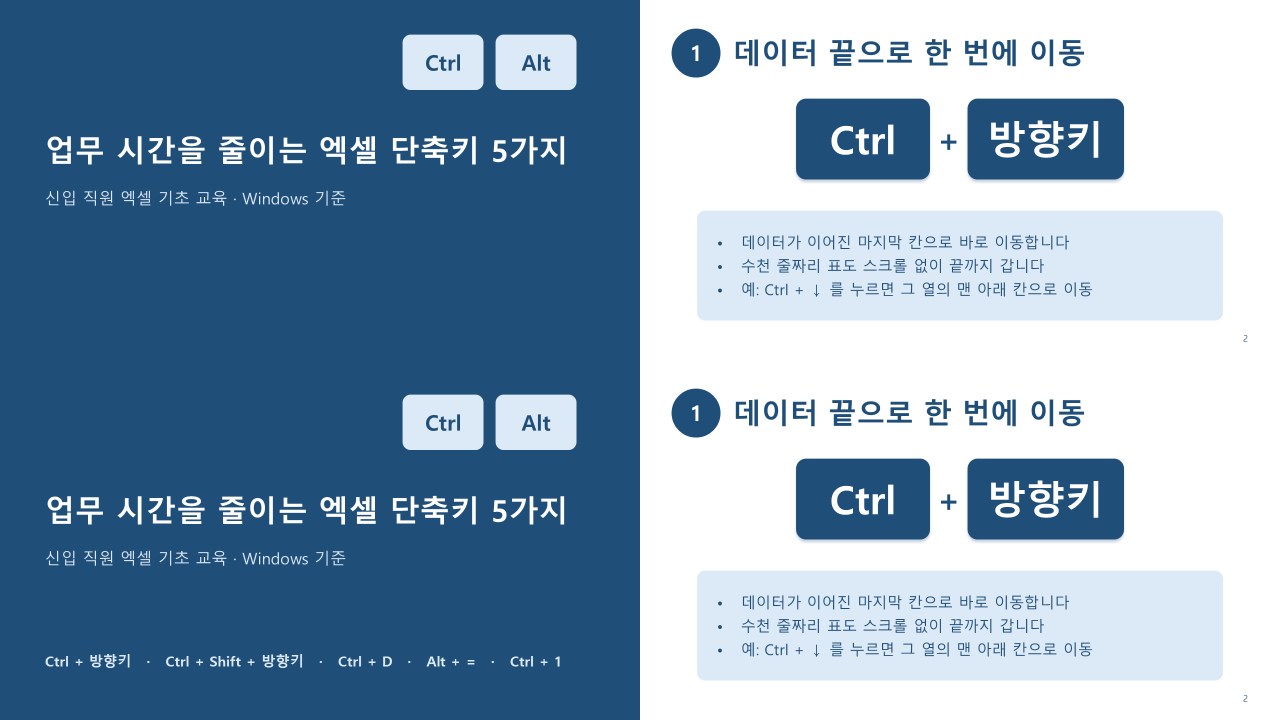 Ctrl Alt
업무 시간을 줄이는 엑셀 단축키 5가지
신입 직원 엑셀 기초 교육 · Windows 기준
1 데이터 끝으로 한 번에 이동
Ctrl + 방향키
• 데이터가 이어진 마지막 칸으로 바로 이동합니다
• 수천 줄짜리 표도 스크롤 없이 끝까지 갑니다
• 예: Ctrl + ↓ 를 누르면 그 열의 맨 아래 칸으로 이동
2
Ctrl Alt
업무 시간을 줄이는 엑셀 단축키 5가지
신입 직원 엑셀 기초 교육 · Windows 기준
Ctrl + 방향키 · Ctrl + Shift + 방향키 · Ctrl + D · Alt + = · Ctrl + 1
1 데이터 끝으로 한 번에 이동
Ctrl + 방향키
• 데이터가 이어진 마지막 칸으로 바로 이동합니다
• 수천 줄짜리 표도 스크롤 없이 끝까지 갑니다
• 예: Ctrl + ↓ 를 누르면 그 열의 맨 아래 칸으로 이동
2